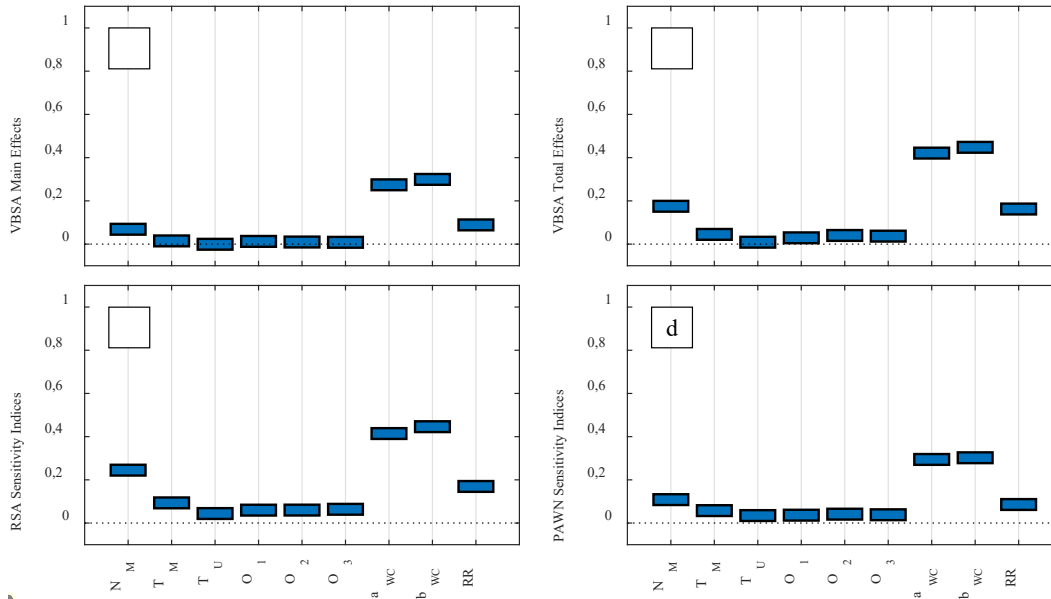 VBSA Main Effects
1
0,8
0,6
0,4
0,2
0
VBSA Total Effects
1
0,8
0,6
0,4
0,2
0
RSA Sensitivity Indices
1
0,8
0,6
0,4
0,2
0
N M
T M
T U
O 1
O 2
O 3
a WC
b WC
RR
PAWN Sensitivity Indices
d
1
0,8
0,6
0,4
0,2
0
N M
T M
T U
O 1
O 2
O 3
a WC
b WC
RR